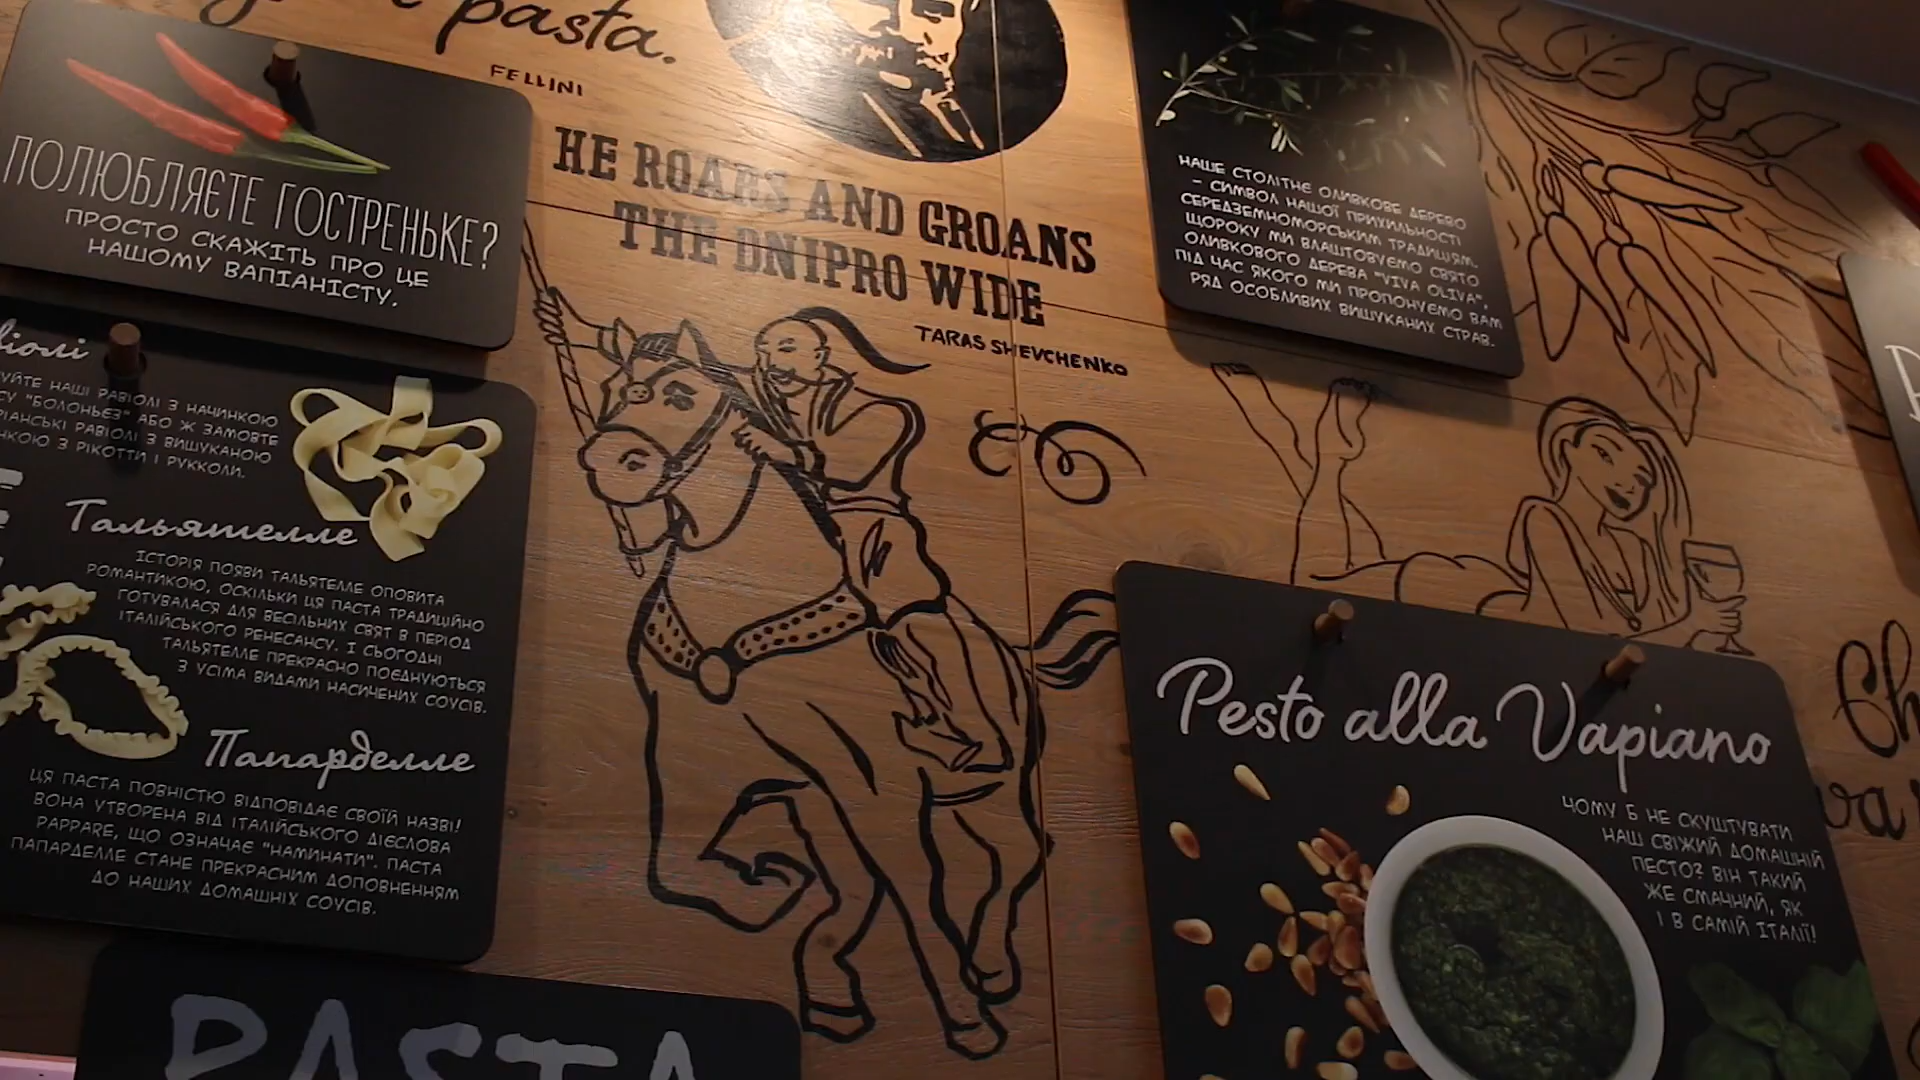 pasta.
FELLINI
ПОЛЮБЛЯЄТЕ ГОСТРЕНЬКЕ?
ПРОСТО СКАЖІТЬ ПРО ЦЕ
НАШОМУ ВАПІАНІСТУ.
HE ROARS AND GROANS
THE DNIPRO WIDE
TARAS SHEVCHENKO
НАШЕ СТОЛІТНЄ ОЛИВКОВЕ ДЕРЕВО
– СИМВОЛ НАШОЇ ПРИХИЛЬНОСТІ
СЕРЕДЗЕМНОМОРСЬКИМ ТРАДИЦІЯМ.
ЩОРОКУ МИ ВЛАШТОВУЄМО СВЯТО
ОЛИВКОВОГО ДЕРЕВА "VIVA OLIVA",
ПІД ЧАС ЯКОГО МИ ПРОПОНУЄМО ВАМ
РЯД ОСОБЛИВИХ ВИШУКАНИХ СТРАВ.
НАШІ РАВІОЛІ З НАЧИНКОЮ
"БОЛОНЬЄЗ" АБО Ж ЗАМОВТЕ
РАВІОЛІ З ВИШУКАНОЮ
З РІКОТТИ І РУККОЛИ.
Тальятелле
ІСТОРІЯ ПОЯВИ ТАЛЬЯТЕЛЛЕ ОПОВИТА
РОМАНТИКОЮ, ОСКІЛЬКИ ЦЯ ПАСТА ТРАДИЦІЙНО
ГОТУВАЛАСЯ ДЛЯ ВЕСІЛЬНИХ СВЯТ В ПЕРІОД
ІТАЛІЙСЬКОГО РЕНЕСАНСУ. І СЬОГОДНІ
ТАЛЬЯТЕЛЛЕ ПРЕКРАСНО ПОЄДНУЮТЬСЯ
З УСІМА ВИДАМИ НАСИЧЕНИХ СОУСІВ.
Папарделле
ЦЯ ПАСТА ПОВНІСТЮ ВІДПОВІДАЄ СВОЇЙ НАЗВІ!
ВОНА УТВОРЕНА ВІД ІТАЛІЙСЬКОГО ДІЄСЛОВА
PAPPARE, ЩО ОЗНАЧАЄ "НАМИНАТИ". ПАСТА
ПАПАРДЕЛЛЕ СТАНЕ ПРЕКРАСНИМ ДОПОВНЕННЯМ
ДО НАШИХ ДОМАШНІХ СОУСІВ.
PASTA
Pesto alla Vapiano
ЧОМУ Б НЕ СКУШТУВАТИ
НАШ СВІЖИЙ ДОМАШНІЙ
ПЕСТО? ВІН ТАКИЙ
ЖЕ СМАЧНИЙ, ЯК
І В САМІЙ ІТАЛІЇ!